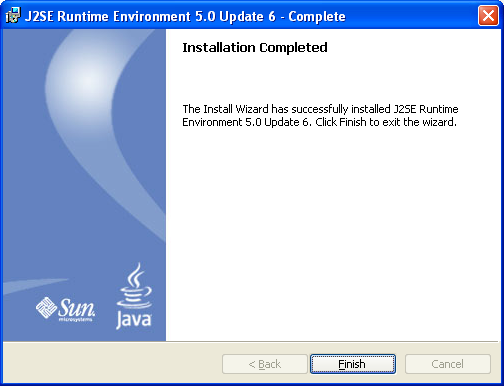 J2SE Runtime Environment 5.0 Update 6 - Complete
Installation Completed
The Install Wizard has successfully installed J2SE Runtime
Environment 5.0 Update 6. Click Finish to exit the wizard.
Sun
microsystems
Java
< Back
Finish
Cancel